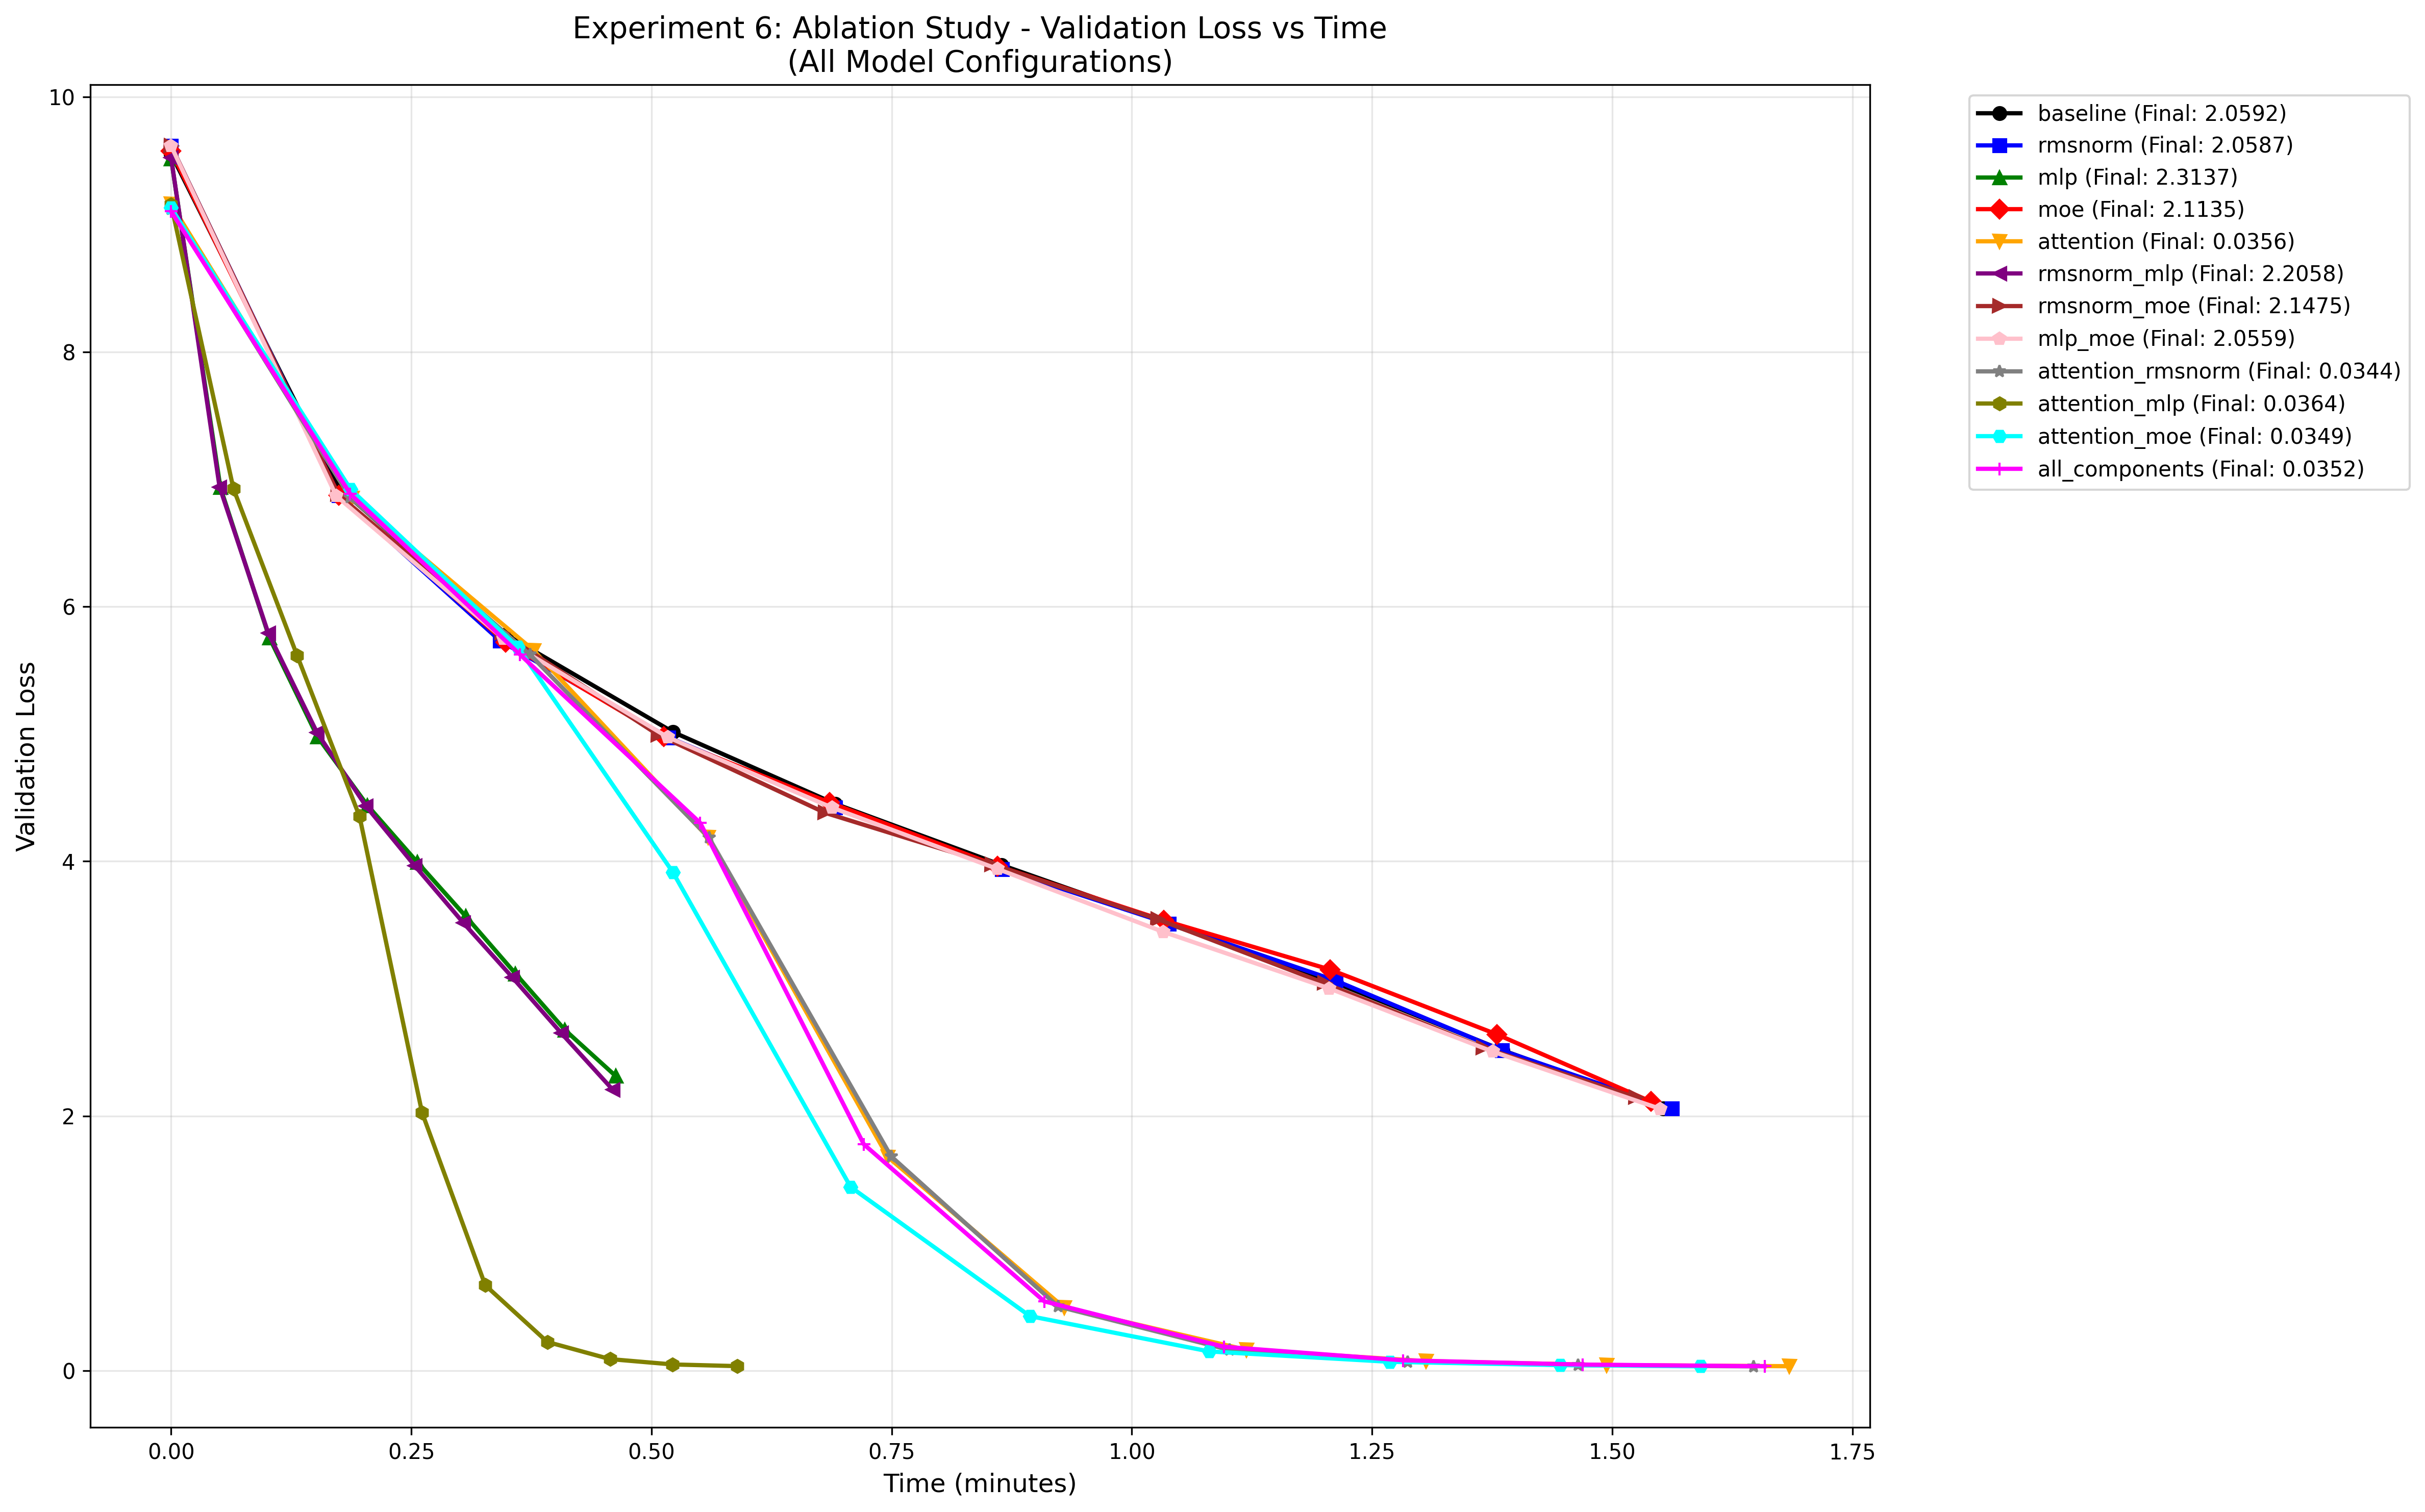 Experiment 6: Ablation Study - Validation Loss vs Time
(All Model Configurations)
10
8
6
4
2
0
Validation Loss
0.00
0.25
0.50
0.75
1.00
1.25
1.50
1.75
Time (minutes)
baseline (Final: 2.0592)
rmsnorm (Final: 2.0587)
mlp (Final: 2.3137)
moe (Final: 2.1135)
attention (Final: 0.0356)
rmsnorm_mlp (Final: 2.2058)
rmsnorm_moe (Final: 2.1475)
mlp_moe (Final: 2.0559)
attention_rmsnorm (Final: 0.0344)
attention_mlp (Final: 0.0364)
attention_moe (Final: 0.0349)
all_components (Final: 0.0352)